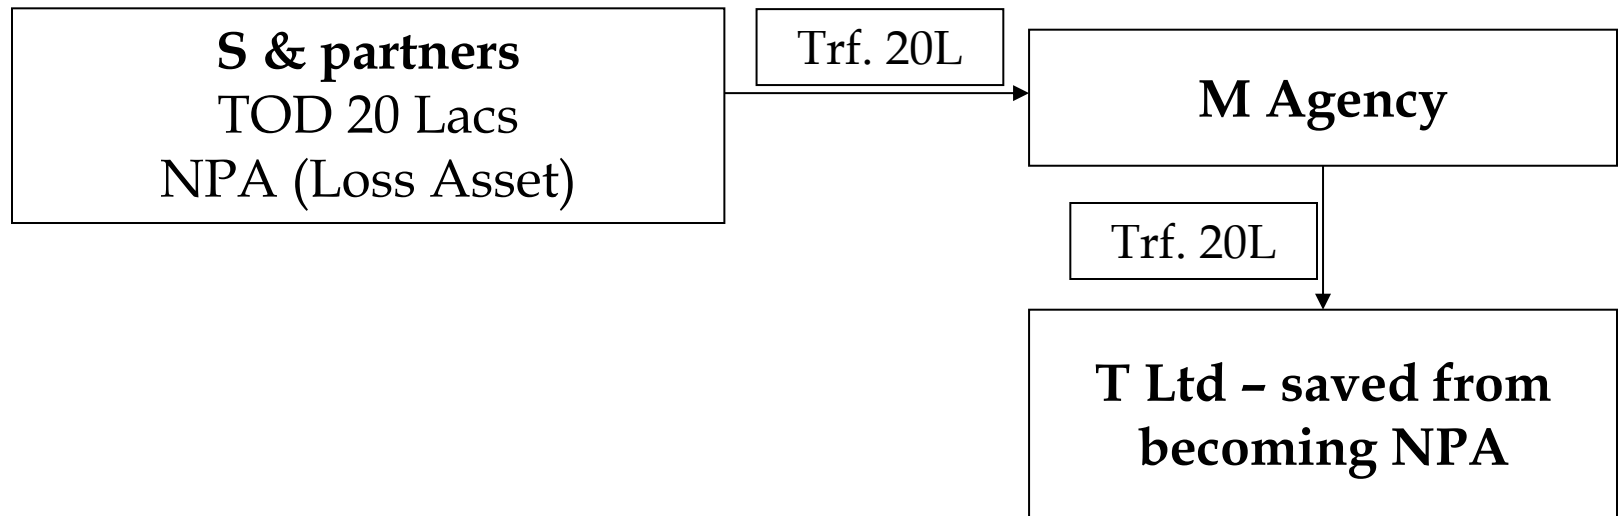 S & partners
TOD 20 Lacs
NPA (Loss Asset)
Trf. 20L
M Agency
Trf. 20L
T Ltd – saved from
becoming NPA